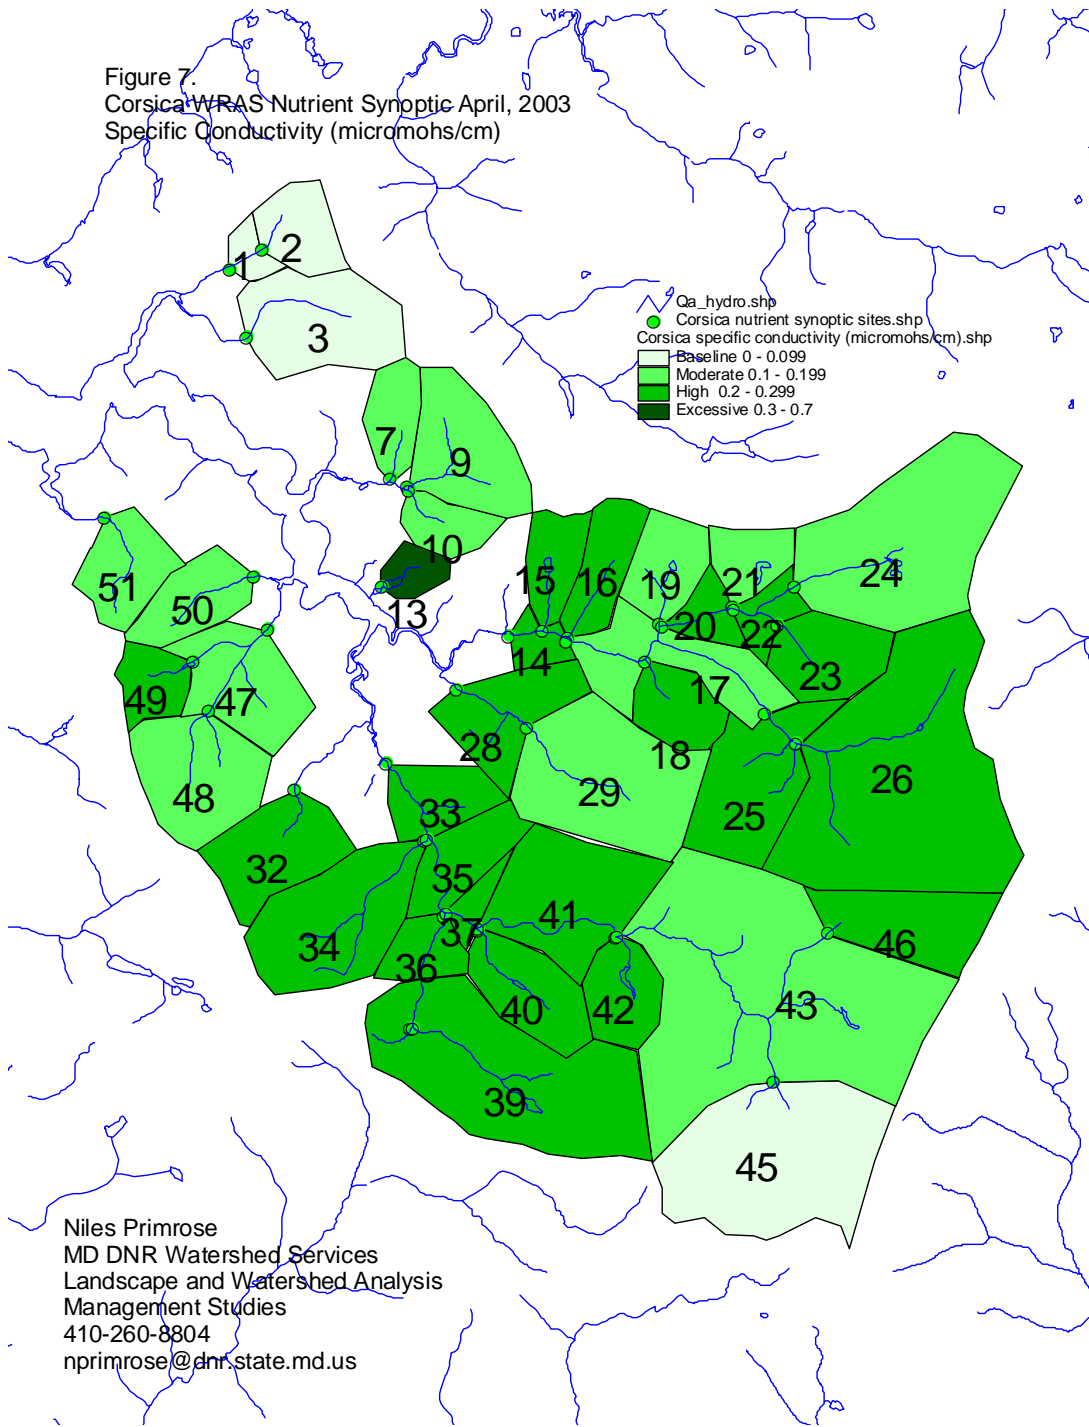 Figure 7.
Corsica WRAS Nutrient Synoptic April, 2003
Specific Conductivity (micromohs/cm)
1
2
3
Qa_hydro.shp
Corsica nutrient synoptic sites.shp
Corsica specific conductivity (micromohs/cm).shp
Baseline 0 - 0.099
Moderate 0.1 - 0.199
High 0.2 - 0.299
Excessive 0.3 - 0.7
7
9
10
13
51
50
49
47
48
15
16
19
21
24
20
22
14
17
23
28
18
29
25
26
33
32
35
34
37
41
36
40
42
46
43
39
45
Niles Primrose
MD DNR Watershed Services
Landscape and Watershed Analysis
Management Studies
410-260-8804
nprimrose@dnr.state.md.us